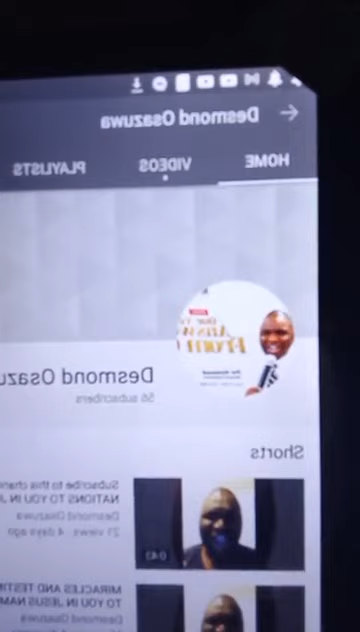 Desmond Osazuwa
HOME VIDEOS PLAYLISTS
Desmond Osazu
56 subscribers
Shorts
Subscribe to this chann
NATIONS TO YOU IN J
Desmond Osazuwa
21 views 4 days ago
0:43
MIRACLES AND TESTIM
TO YOU IN JESUS NAM
Desmond Osazuwa